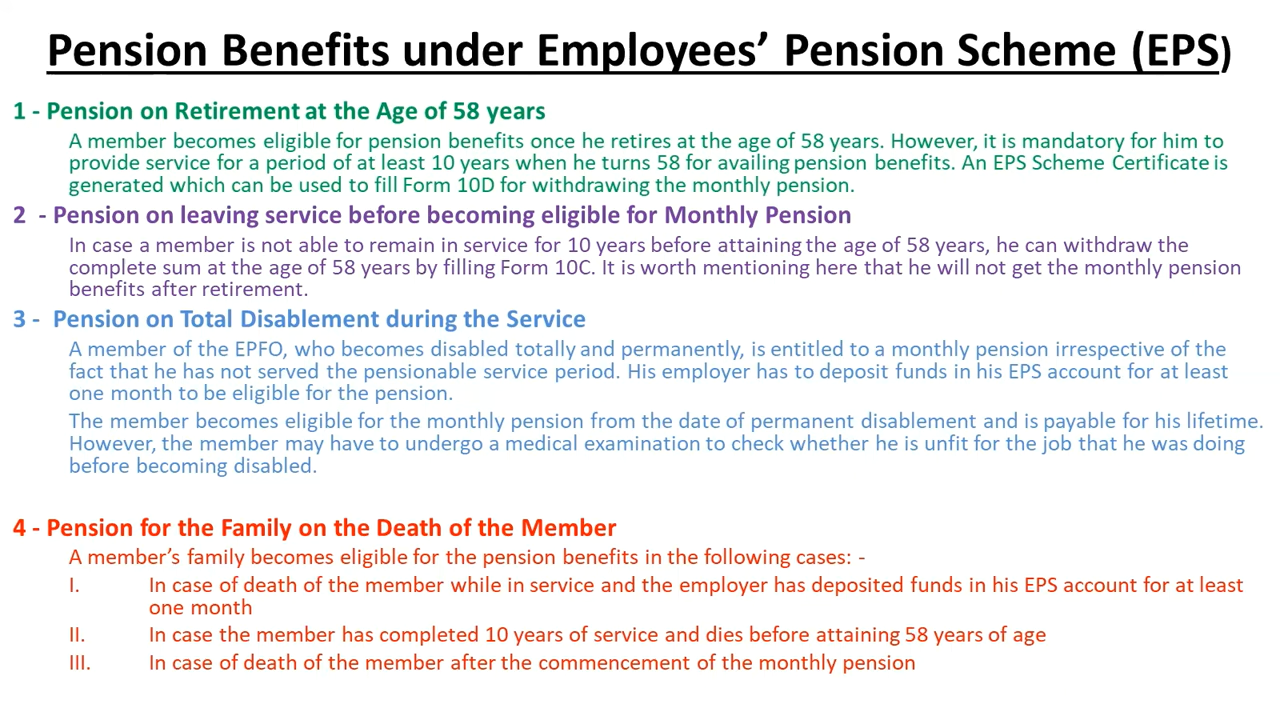 Pension Benefits under Employees’ Pension Scheme (EPS)
1 - Pension on Retirement at the Age of 58 years
A member becomes eligible for pension benefits once he retires at the age of 58 years. However, it is mandatory for him to
provide service for a period of at least 10 years when he turns 58 for availing pension benefits. An EPS Scheme Certificate is
generated which can be used to fill Form 10D for withdrawing the monthly pension.
2 - Pension on leaving service before becoming eligible for Monthly Pension
In case a member is not able to remain in service for 10 years before attaining the age of 58 years, he can withdraw the
complete sum at the age of 58 years by filling Form 10C. It is worth mentioning here that he will not get the monthly pension
benefits after retirement.
3 - Pension on Total Disablement during the Service
A member of the EPFO, who becomes disabled totally and permanently, is entitled to a monthly pension irrespective of the
fact that he has not served the pensionable service period. His employer has to deposit funds in his EPS account for at least
one month to be eligible for the pension.
The member becomes eligible for the monthly pension from the date of permanent disablement and is payable for his lifetime.
However, the member may have to undergo a medical examination to check whether he is unfit for the job that he was doing
before becoming disabled.
4 - Pension for the Family on the Death of the Member
A member’s family becomes eligible for the pension benefits in the following cases: -
I. In case of death of the member while in service and the employer has deposited funds in his EPS account for at least
one month
II. In case the member has completed 10 years of service and dies before attaining 58 years of age
III. In case of death of the member after the commencement of the monthly pension